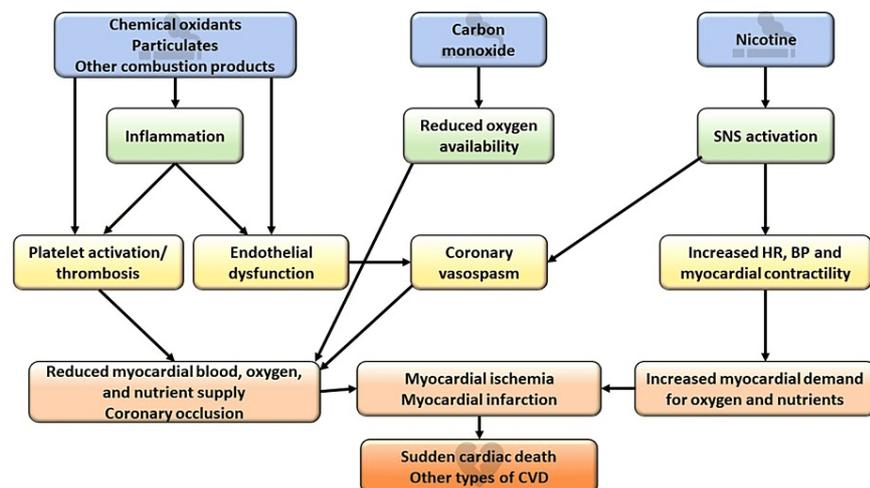 Chemical oxidants
Particulates
Other combustion products
Carbon
monoxide
Nicotine
Inflammation
Reduced oxygen
availability
SNS activation
Platelet activation/
thrombosis
Endothelial
dysfunction
Coronary
vasospasm
Increased HR, BP and
myocardial contractility
Reduced myocardial blood, oxygen,
and nutrient supply
Coronary occlusion
Myocardial ischemia
Myocardial infarction
Increased myocardial demand
for oxygen and nutrients
Sudden cardiac death
Other types of CVD